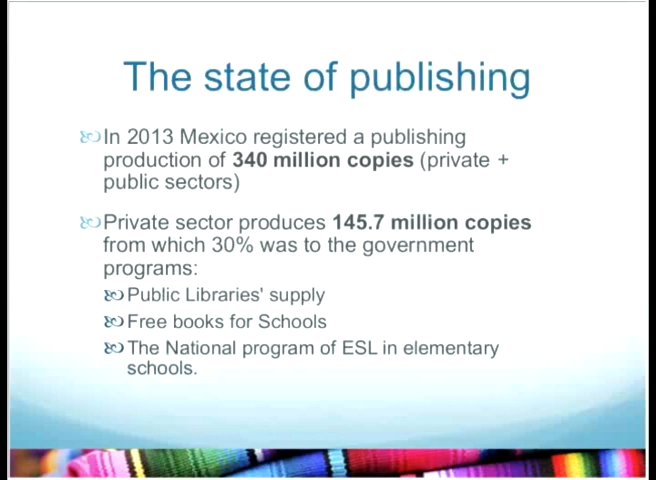 The state of publishing
In 2013 Mexico registered a publishing
production of 340 million copies (private +
public sectors)
Private sector produces 145.7 million copies
from which 30% was to the government
programs:
Public Libraries' supply
Free books for Schools
The National program of ESL in elementary
schools.